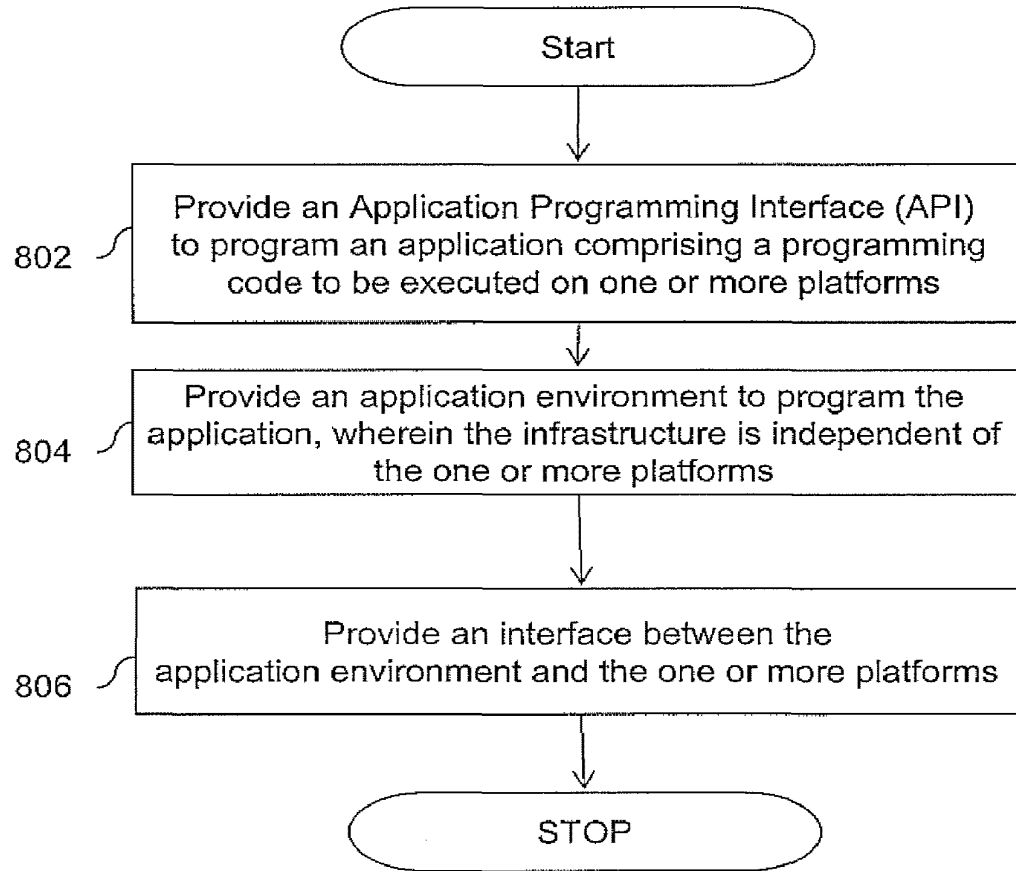 Start
802
Provide an Application Programming Interface (API)
to program an application comprising a programming
code to be executed on one or more platforms
804
Provide an application environment to program the
application, wherein the infrastructure is independent of
the one or more platforms
806
Provide an interface between the
application environment and the one or more platforms
STOP